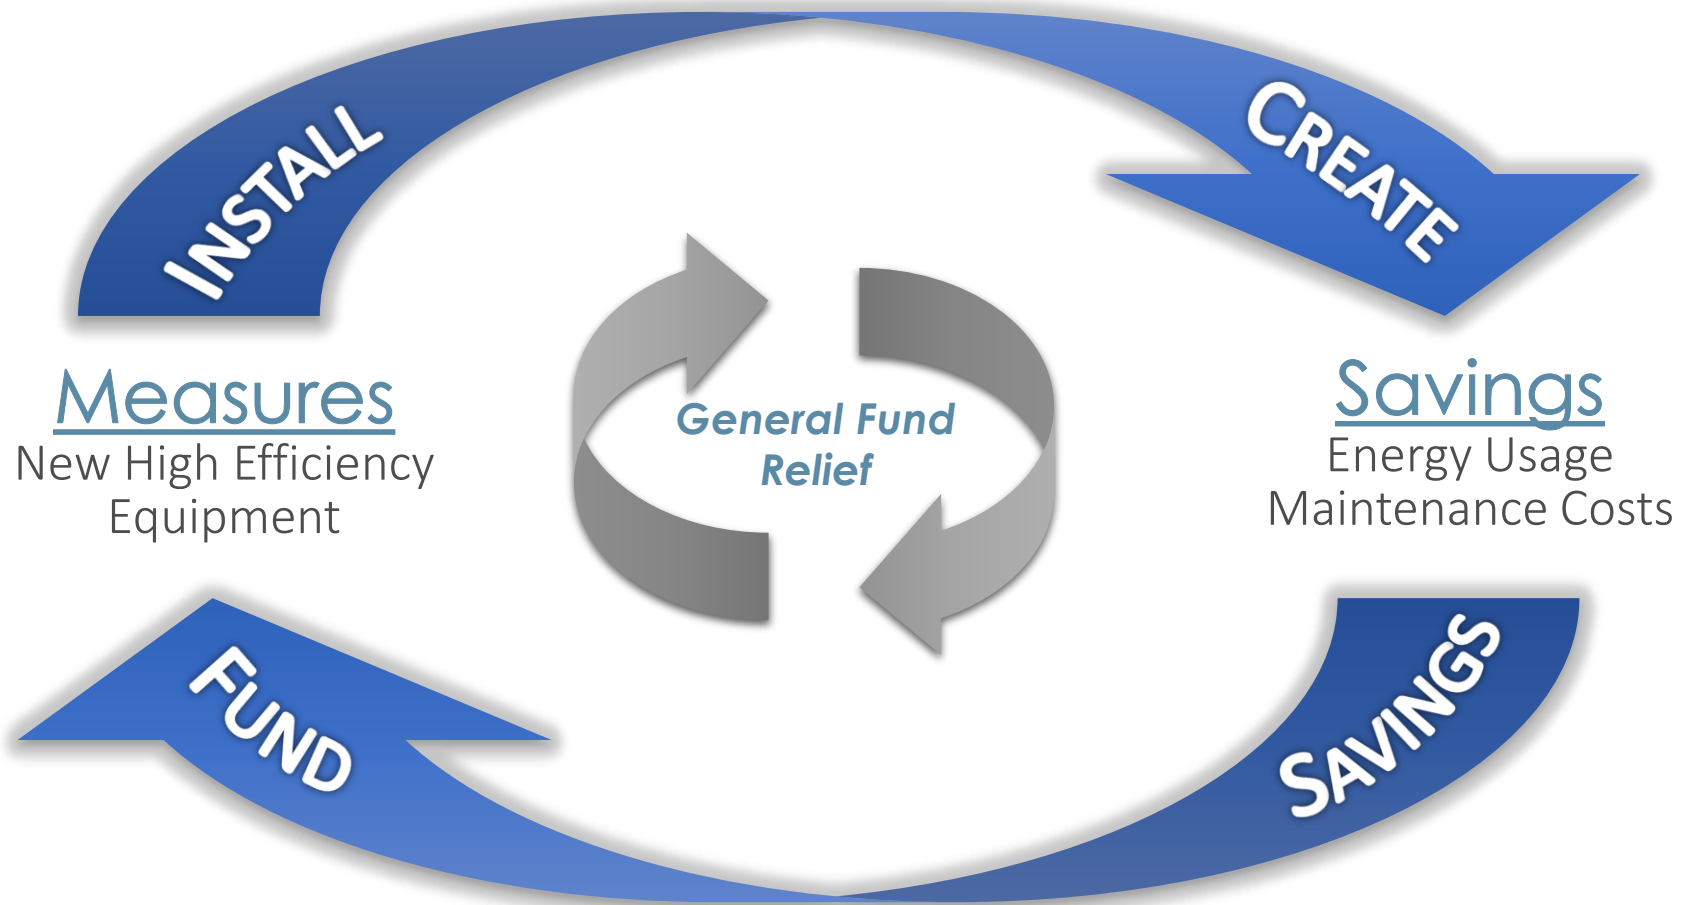 INSTALL
CREATE
Measures
New High Efficiency
Equipment
General Fund
Relief
Savings
Energy Usage
Maintenance Costs
FUND
SAVINGS